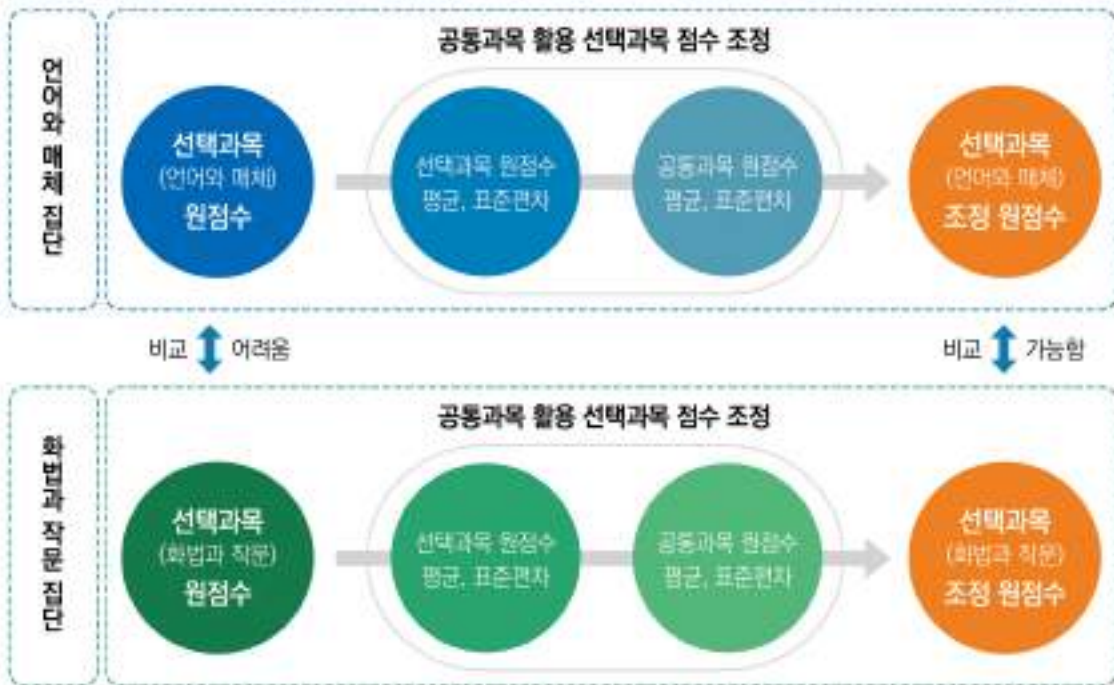 언어와 매체 집단
공통과목 활용 선택과목 점수 조정
선택과목
(언어와 매체)
원점수
선택과목 원점수
평균, 표준편차
공통과목 원점수
평균, 표준편차
선택과목
(언어와 매체)
조정 원점수
비교 어려움
비교 가능함
화법과 작문 집단
공통과목 활용 선택과목 점수 조정
선택과목
(화법과 작문)
원점수
선택과목 원점수
평균, 표준편차
공통과목 원점수
평균, 표준편차
선택과목
(화법과 작문)
조정 원점수